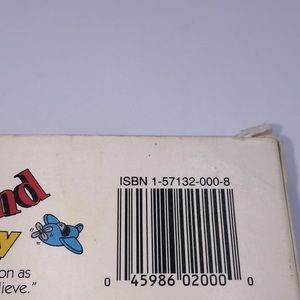 ISBN 1-57132-000-8
nd
y
on as
lieve."
0 45986 02000 0